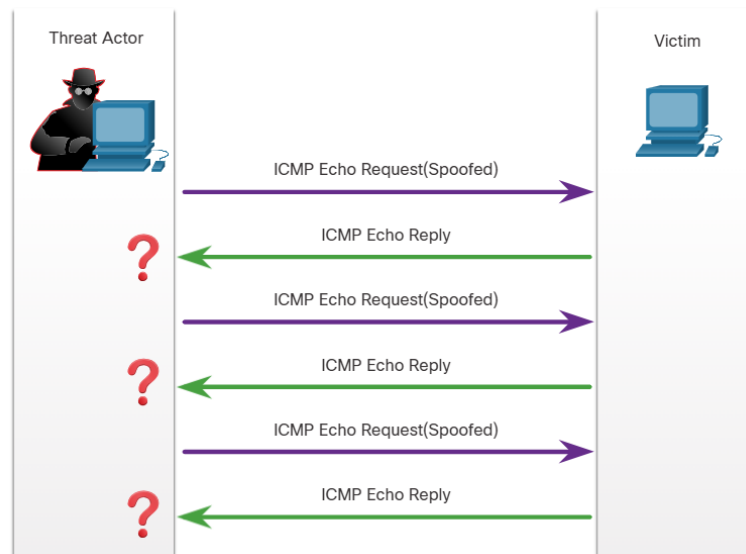 Threat Actor
Victim
ICMP Echo Request(Spoofed)
ICMP Echo Reply
?
ICMP Echo Request(Spoofed)
ICMP Echo Reply
?
ICMP Echo Request(Spoofed)
ICMP Echo Reply
?